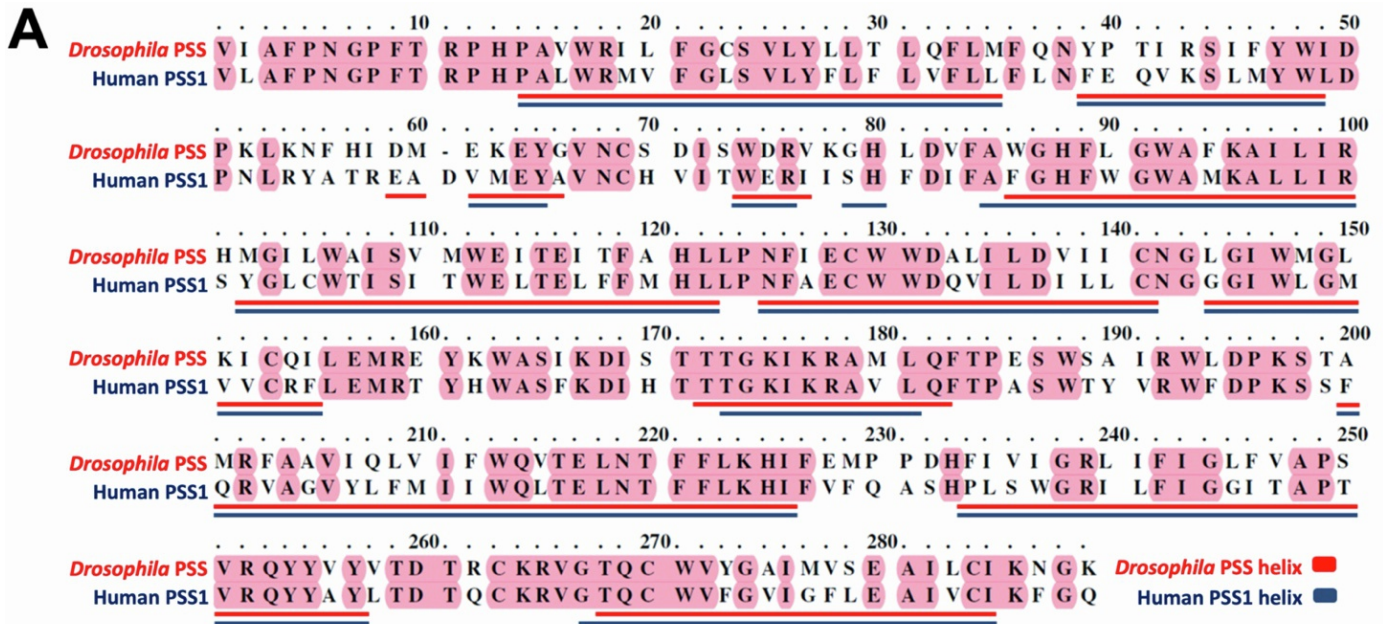 A
. . . . . . . . 10 . . . . . . . . 20 . . . . . . . . 30 . . . . . . . . 40 . . . . . . . . 50
Drosophila PSS V I A F P N G P F T R P H P A V W R I L F G C S V L Y L L T L Q F L M F Q N Y P T I R S I F Y W I D
Human PSS1 V L A F P N G P F T R P H P A L W R M V F G L S V L Y F L F L V F L L F L N F E Q V K S L M Y W L D
. . . . . . . . 60 . . . . . . . . 70 . . . . . . . . 80 . . . . . . . . 90 . . . . . . . . 100
Drosophila PSS P K L K N F H I D M - E K E Y G V N C S D I S W D R V K G H L D V F A W G H F L G W A F K A I L I R
Human PSS1 P N L R Y A T R E A D V M E Y A V N C H V I T W E R I I S H F D I F A F G H F W G W A M K A L L I R
. . . . . . . . 110 . . . . . . . . 120 . . . . . . . . 130 . . . . . . . . 140 . . . . . . . . 150
Drosophila PSS H M G I L W A I S V M W E I T E I T F A H L L P N F I E C W W D A L I L D V I I C N G L G I W M G L
Human PSS1 S Y G L C W T I S I T W E L T E L F F M H L L P N F A E C W W D Q V I L D I L L C N G G G I W L G M
. . . . . . . . 160 . . . . . . . . 170 . . . . . . . . 180 . . . . . . . . 190 . . . . . . . . 200
Drosophila PSS K I C Q I L E M R E Y K W A S I K D I S T T T G K I K R A M L Q F T P E S W S A I R W L D P K S T A
Human PSS1 V V C R F L E M R T Y H W A S F K D I H T T T G K I K R A V L Q F T P A S W T Y V R W F D P K S S F
. . . . . . . . 210 . . . . . . . . 220 . . . . . . . . 230 . . . . . . . . 240 . . . . . . . . 250
Drosophila PSS M R F A A V I Q L V I F W Q V T E L N T F F L K H I F E M P P D H F I V I G R L I F I G L F V A P S
Human PSS1 Q R V A G V Y L F M I I W Q L T E L N T F F L K H I F V F Q A S H P L S W G R I L F I G G I T A P T
. . . . . . . . 260 . . . . . . . . 270 . . . . . . . . 280 . . . . . . . .
Drosophila PSS V R Q Y Y V Y V T D T R C K R V G T Q C W V Y G A I M V S E A I L C I K N G K
Human PSS1 V R Q Y Y A Y L T D T Q C K R V G T Q C W V F G V I G F L E A I V C I K F G Q
Drosophila PSS helix
Human PSS1 helix